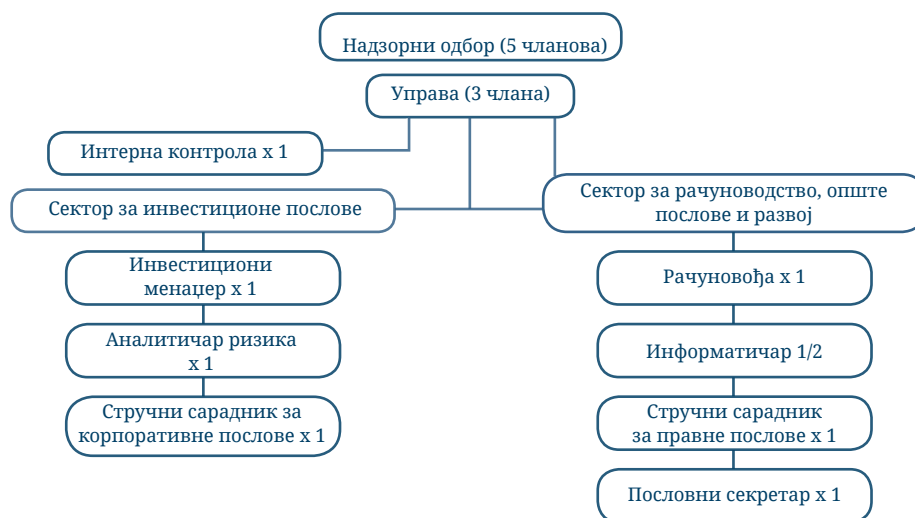 Надзорни одбор (5 чланова)
Управа (3 члана)
Интерна контрола x 1
Сектор за инвестиционе послове
Сектор за рачуноводство, опште
послове и развој
Инвестициони
менаџер x 1
Рачуновођа x 1
Аналитичар ризика
x 1
Информатичар 1/2
Стручни сарадник за
корпоративне послове x 1
Стручни сарадник
за правне послове x 1
Пословни секретар x 1